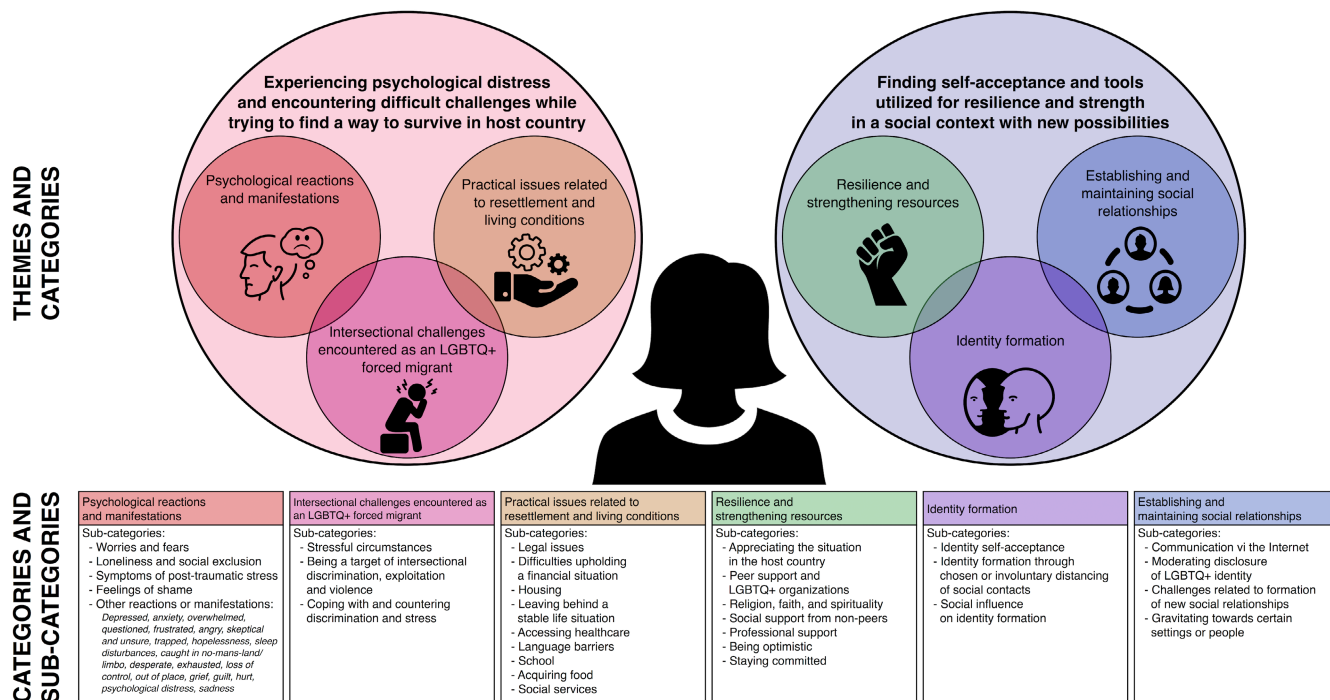 THEMES AND
CATEGORIES
Experiencing psychological distress
and encountering difficult challenges while
trying to find a way to survive in host country
Psychological reactions
and manifestations
Practical issues related
to resettlement and
living conditions
Intersectional challenges
encountered as an LGBTQ+
forced migrant
Finding self-acceptance and tools
utilized for resilience and strength
in a social context with new possibilities
Resilience and
strengthening resources
Establishing and
maintaining social
relationships
Identity formation
CATEGORIES AND
SUB-CATEGORIES
Psychological reactions
and manifestations
Sub-categories:
- Worries and fears
- Loneliness and social exclusion
- Symptoms of post-traumatic stress
- Feelings of shame
- Other reactions or manifestations:
Depressed, anxiety, overwhelmed,
questioned, frustrated, angry, skeptical
and unsure, trapped, hopelessness, sleep
disturbances, caught in no-mans-land/
limbo, desperate, exhausted, loss of
control, out of place, grief, guilt, hurt,
psychological distress, sadness
Intersectional challenges encountered as
an LGBTQ+ forced migrant
Sub-categories:
- Stressful circumstances
- Being a target of intersectional
discrimination, exploitation
and violence
- Coping with and countering
discrimination and stress
Practical issues related to
resettlement and living conditions
Sub-categories:
- Legal issues
- Difficulties upholding
a financial situation
- Housing
- Leaving behind a
stable life situation
- Accessing healthcare
- Language barriers
- School
- Acquiring food
- Social services
Resilience and
strengthening resources
Sub-categories:
- Appreciating the situation
in the host country
- Peer support and
LGBTQ+ organizations
- Religion, faith, and spirituality
- Social support from non-peers
- Professional support
- Being optimistic
- Staying committed
Identity formation
Sub-categories:
- Identity self-acceptance
- Identity formation through
chosen or involuntary distancing
of social contacts
- Social influence
on identity formation
Establishing and
maintaining social relationships
Sub-categories:
- Communication vi the Internet
- Moderating disclosure
of LGBTQ+ identity
- Challenges related to formation
of new social relationships
- Gravitating towards certain
settings or people